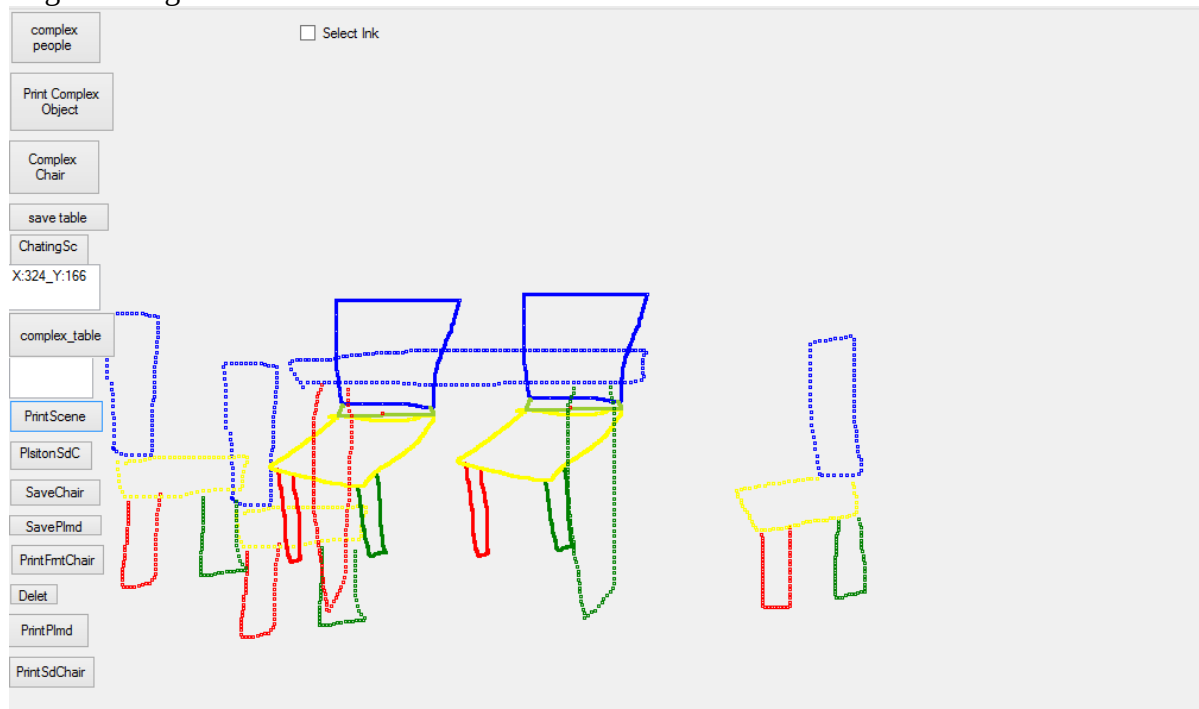 complex
people
Select Ink
Print Complex
Object
Complex
Chair
save table
ChatingSc
X:324_Y:166
complex_table
PrintScene
PlsitonSdC
SaveChair
SavePlmd
PrintFrntChair
Delet
PrintPlmd
PrintSdChair